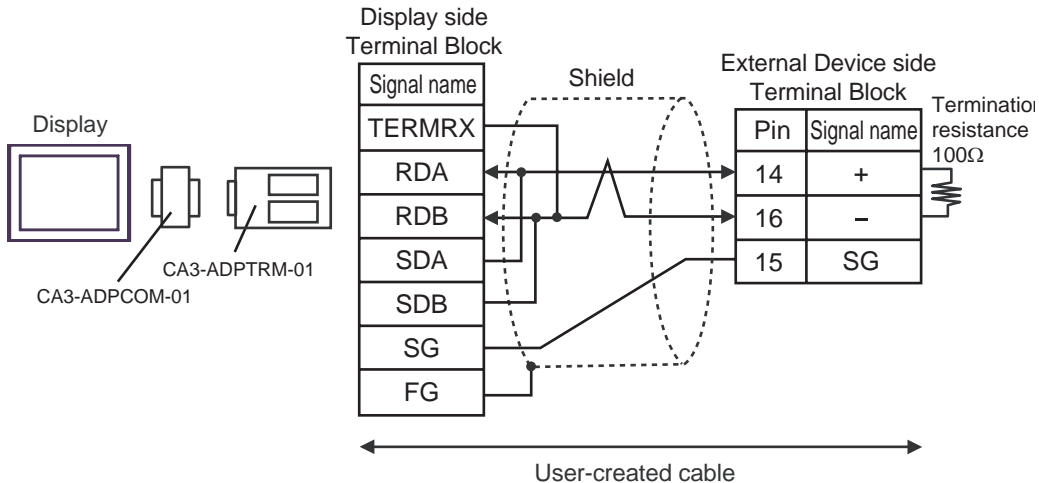 Display side
Terminal Block
Signal name
TERMRX
RDA
RDB
SDA
SDB
SG
FG
Shield
External Device side
Terminal Block
Pin Signal name
14 +
16 −
15 SG
Termination
resistance
100Ω
Display
CA3-ADPTRM-01
CA3-ADPCOM-01
User-created cable